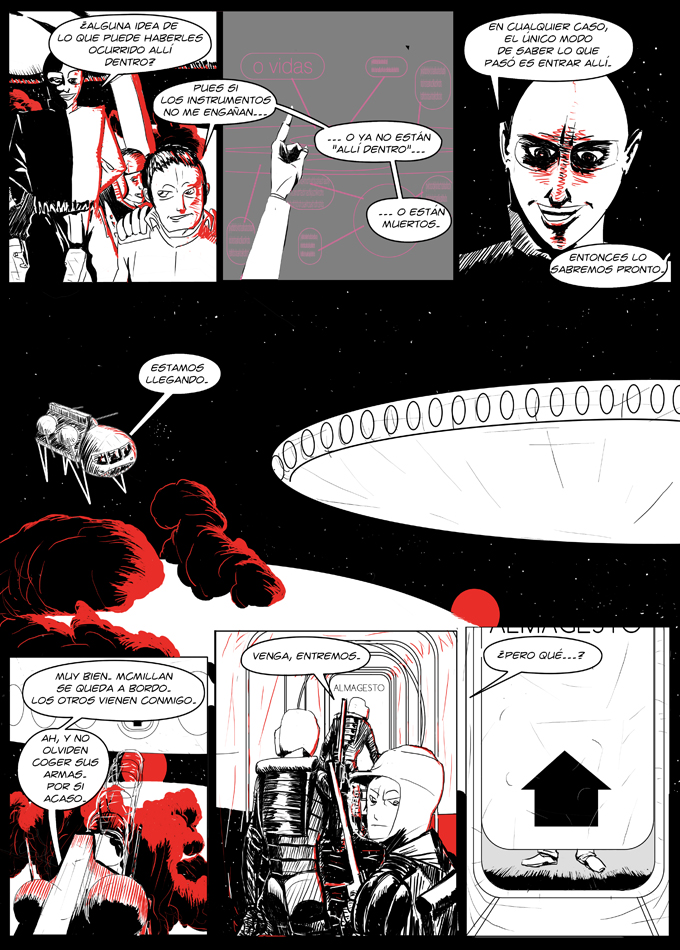 ¿ALGUNA IDEA DE
LO QUE PUEDE HABERLES
OCURRIDO ALLÍ
DENTRO?
PUES SI
LOS INSTRUMENTOS
NO ME ENGAÑAN...
0 vidas
... O YA NO ESTÁN
"ALLÍ DENTRO"...
... O ESTÁN
MUERTOS.
EN CUALQUIER CASO,
EL ÚNICO MODO
DE SABER LO QUE
PASÓ ES ENTRAR ALLÍ.
ENTONCES LO
SABREMOS PRONTO.
ESTAMOS
LLEGANDO.
MUY BIEN. MCMILLAN
SE QUEDA A BORDO.
LOS OTROS VIENEN CONMIGO.
AH, Y NO
OLVIDEN
COGER SUS
ARMAS.
POR SI
ACASO.
VENGA, ENTREMOS.
ALMAGESTO
ALMAGESTO
¿PERO QUÉ...?